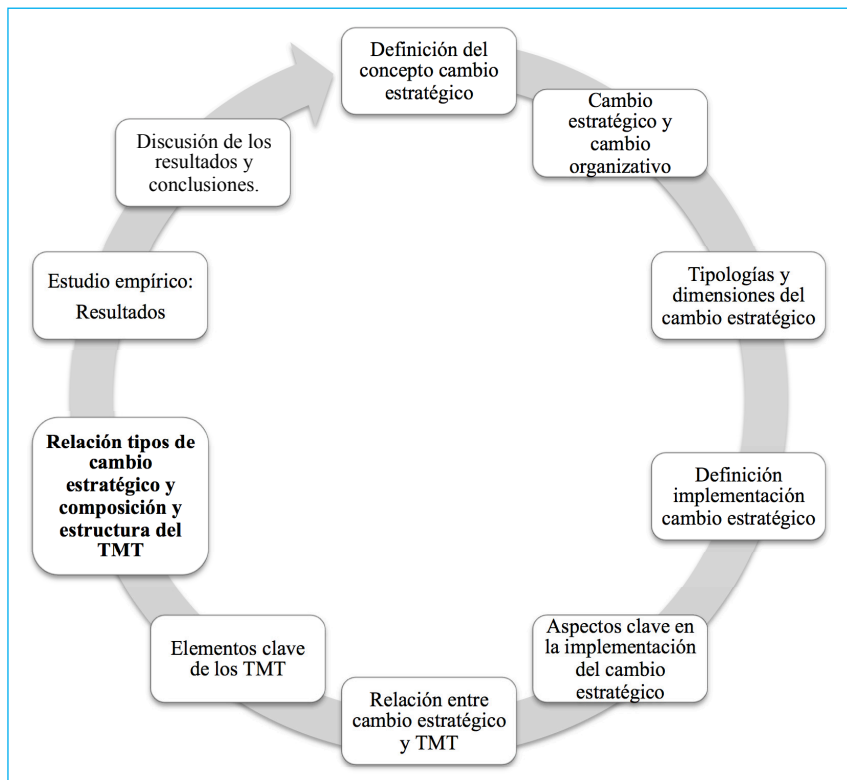 Definición del
concepto cambio
estratégico
Cambio
estratégico y
cambio
organizativo
Tipologías y
dimensiones del
cambio estratégico
Definición
implementación
cambio estratégico
Aspectos clave en
la implementación
del cambio
estratégico
Relación entre
cambio estratégico
y TMT
Elementos clave
de los TMT
Relación tipos de
cambio
estratégico y
composición y
estructura del
TMT
Estudio empírico:
Resultados
Discusión de los
resultados y
conclusiones.